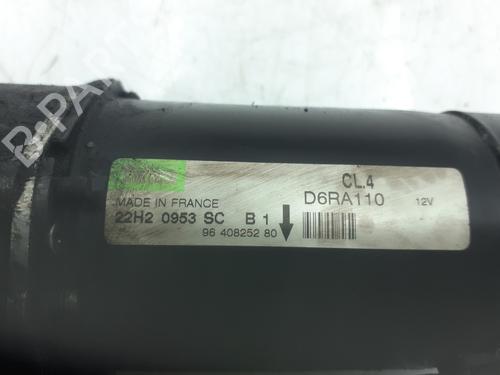 CL.4
MADE IN FRANCE D6RA110 12V
22H2 0953 SC B 1
96 408252 80